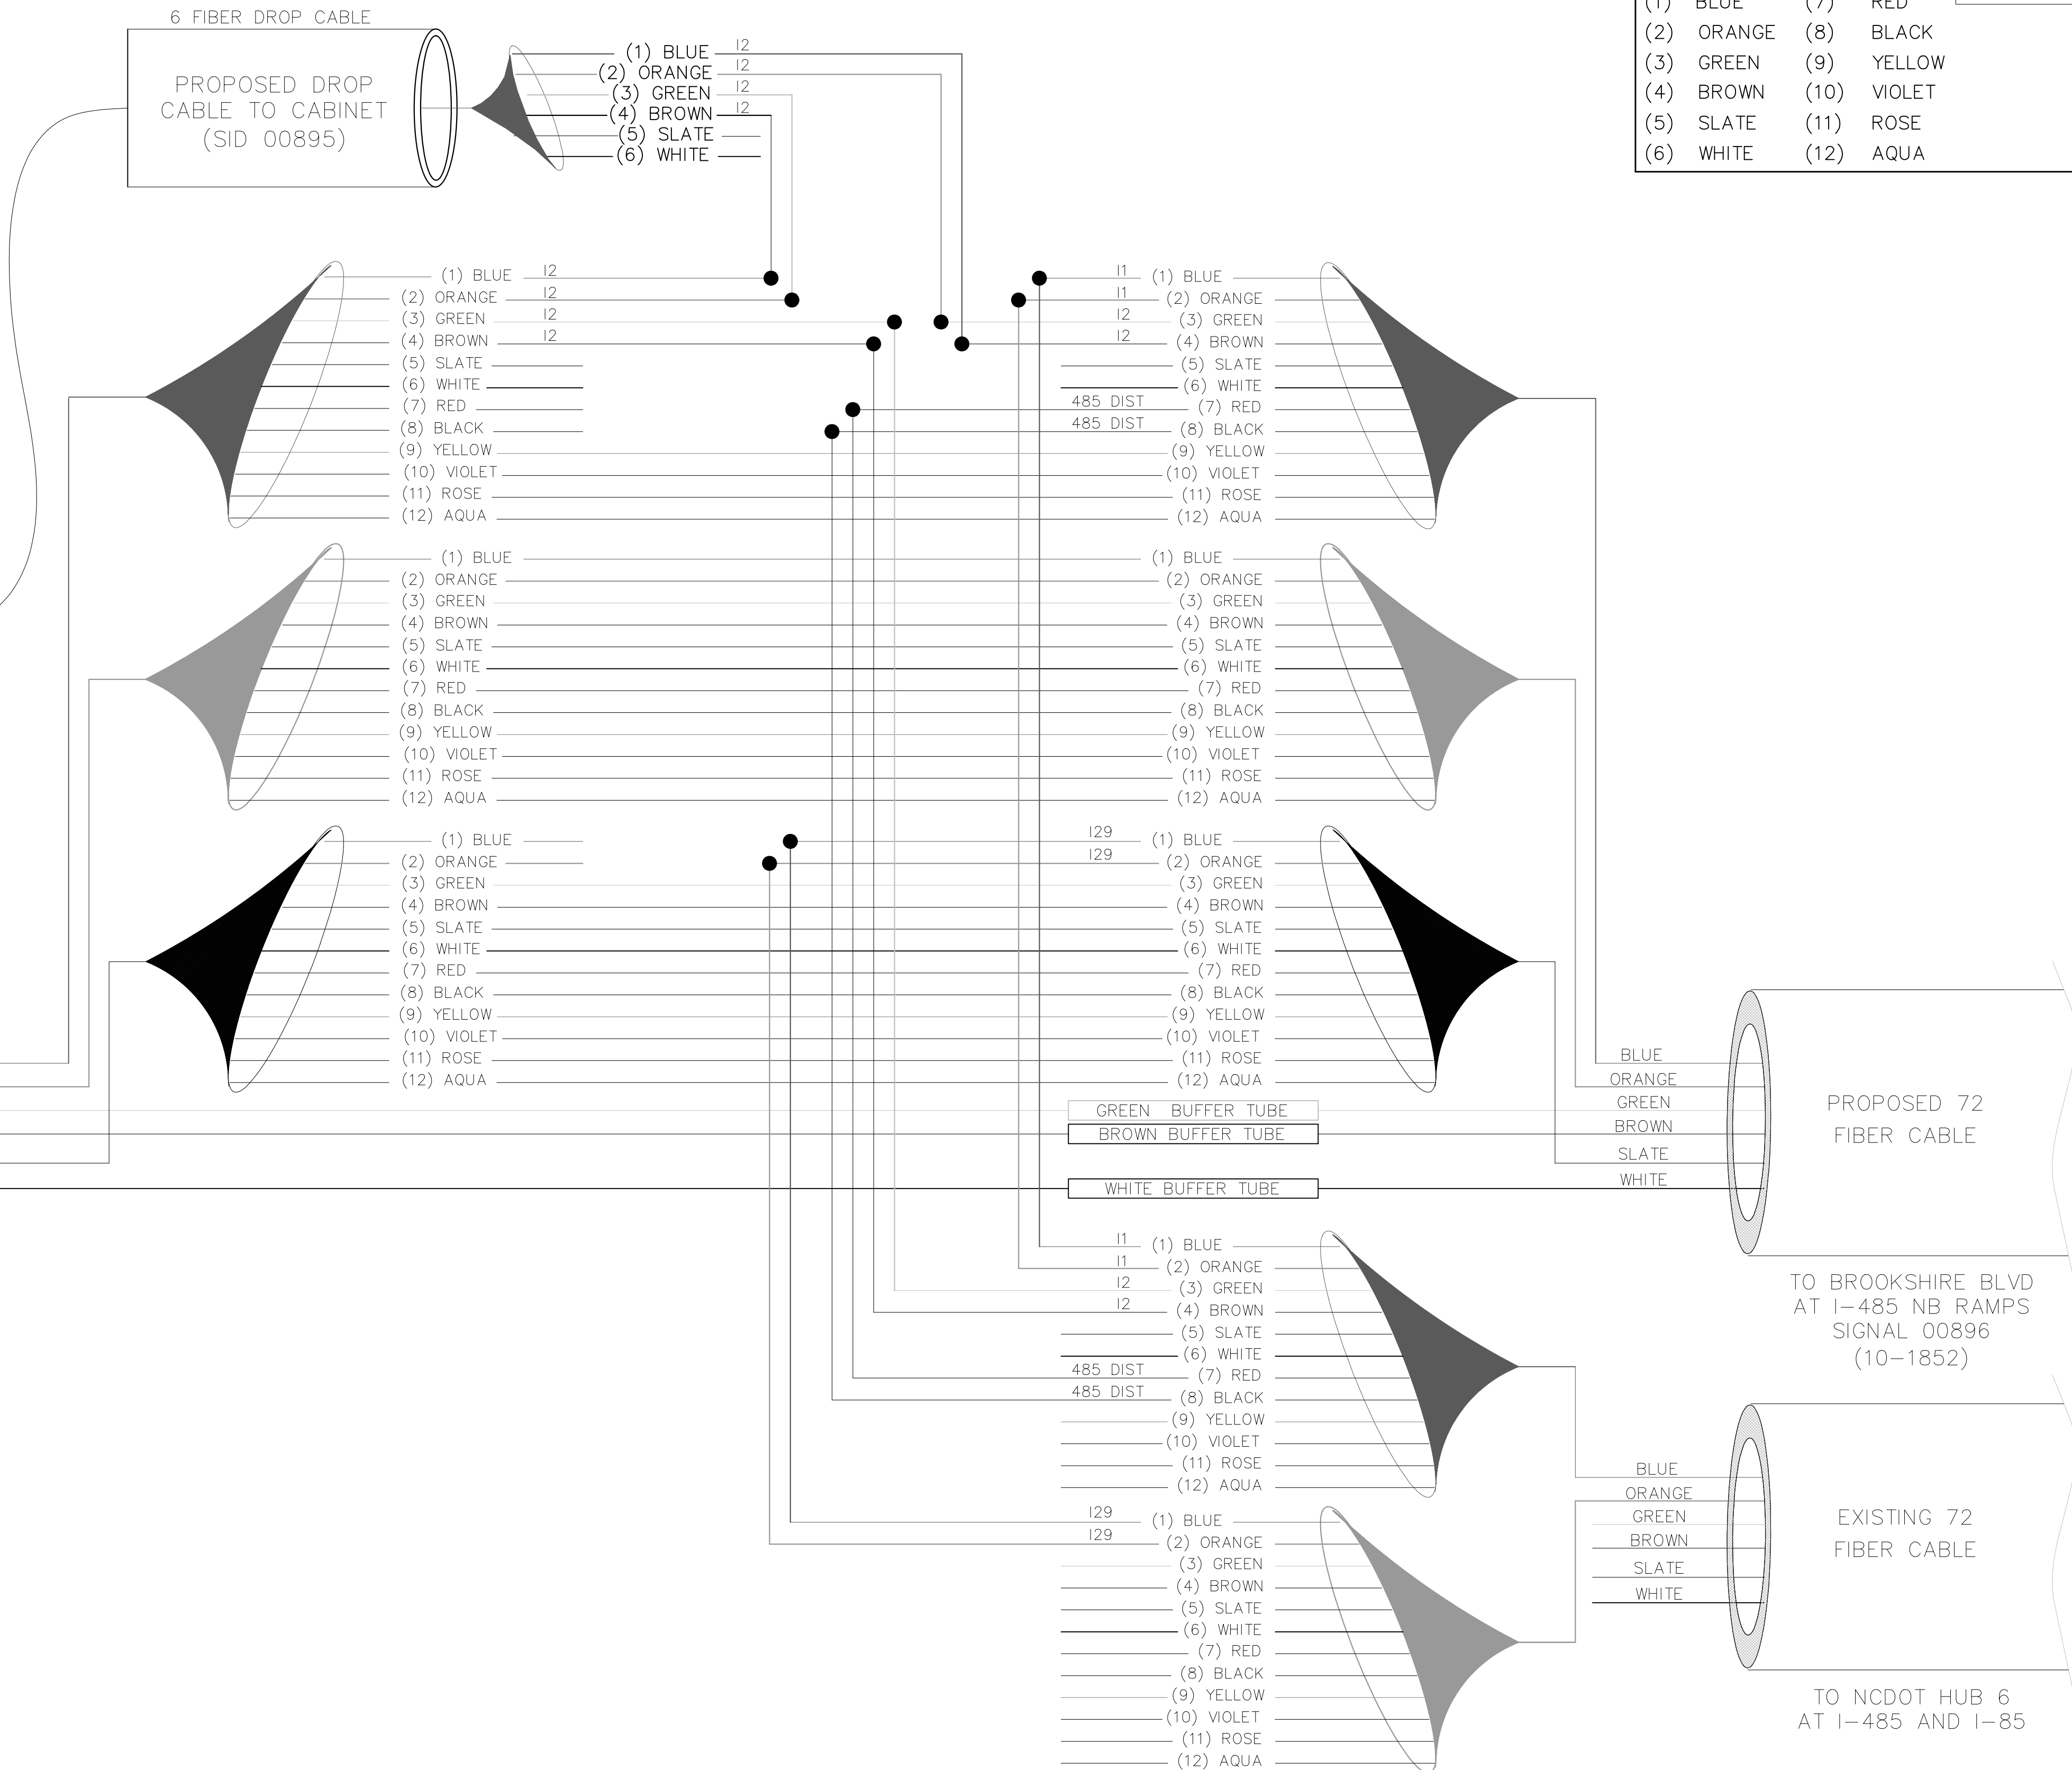 6 FIBER DROP CABLE
PROPOSED DROP
CABLE TO CABINET
(SID 00895)
(1) BLUE I2
(2) ORANGE I2
(3) GREEN I2
(4) BROWN I2
(5) SLATE
(6) WHITE
(1) BLUE (7) RED
(2) ORANGE (8) BLACK
(3) GREEN (9) YELLOW
(4) BROWN (10) VIOLET
(5) SLATE (11) ROSE
(6) WHITE (12) AQUA
(1) BLUE I2
(2) ORANGE I2
(3) GREEN I2
(4) BROWN I2
(5) SLATE
(6) WHITE
(7) RED
(8) BLACK
(9) YELLOW
(10) VIOLET
(11) ROSE
(12) AQUA
I1 (1) BLUE
I1 (2) ORANGE
I2 (3) GREEN
I2 (4) BROWN
(5) SLATE
(6) WHITE
485 DIST (7) RED
485 DIST (8) BLACK
(9) YELLOW
(10) VIOLET
(11) ROSE
(12) AQUA
(1) BLUE
(2) ORANGE
(3) GREEN
(4) BROWN
(5) SLATE
(6) WHITE
(7) RED
(8) BLACK
(9) YELLOW
(10) VIOLET
(11) ROSE
(12) AQUA
(1) BLUE
(2) ORANGE
(3) GREEN
(4) BROWN
(5) SLATE
(6) WHITE
(7) RED
(8) BLACK
(9) YELLOW
(10) VIOLET
(11) ROSE
(12) AQUA
(1) BLUE
(2) ORANGE
(3) GREEN
(4) BROWN
(5) SLATE
(6) WHITE
(7) RED
(8) BLACK
(9) YELLOW
(10) VIOLET
(11) ROSE
(12) AQUA
I29 (1) BLUE
I29 (2) ORANGE
(3) GREEN
(4) BROWN
(5) SLATE
(6) WHITE
(7) RED
(8) BLACK
(9) YELLOW
(10) VIOLET
(11) ROSE
(12) AQUA
GREEN BUFFER TUBE
BROWN BUFFER TUBE
WHITE BUFFER TUBE
BLUE
ORANGE
GREEN
BROWN
SLATE
WHITE
PROPOSED 72
FIBER CABLE
TO BROOKSHIRE BLVD
AT I-485 NB RAMPS
SIGNAL 00896
(10-1852)
I1 (1) BLUE
I1 (2) ORANGE
I2 (3) GREEN
I2 (4) BROWN
(5) SLATE
(6) WHITE
485 DIST (7) RED
485 DIST (8) BLACK
(9) YELLOW
(10) VIOLET
(11) ROSE
(12) AQUA
I29 (1) BLUE
I29 (2) ORANGE
(3) GREEN
(4) BROWN
(5) SLATE
(6) WHITE
(7) RED
(8) BLACK
(9) YELLOW
(10) VIOLET
(11) ROSE
(12) AQUA
BLUE
ORANGE
GREEN
BROWN
SLATE
WHITE
EXISTING 72
FIBER CABLE
TO NCDOT HUB 6
AT I-485 AND I-85